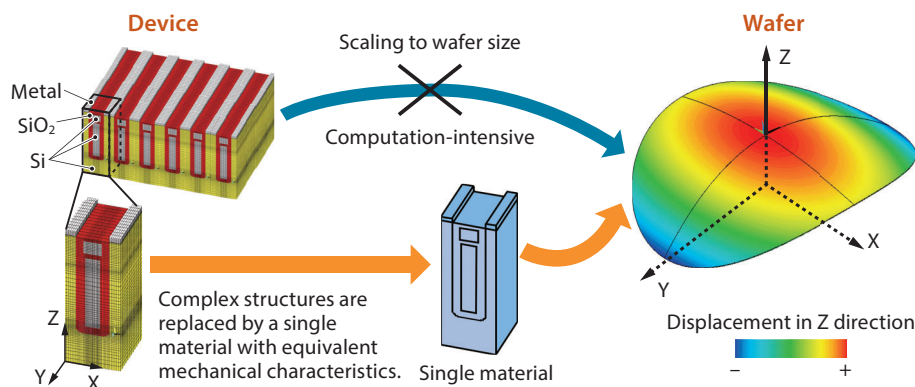 Device
Wafer
Scaling to wafer size
Computation-intensive
Metal
SiO₂
Si
Z
X
Y
Z
Y
X
Complex structures are
replaced by a single
material with equivalent
mechanical characteristics.
Single material
Displacement in Z direction
− +